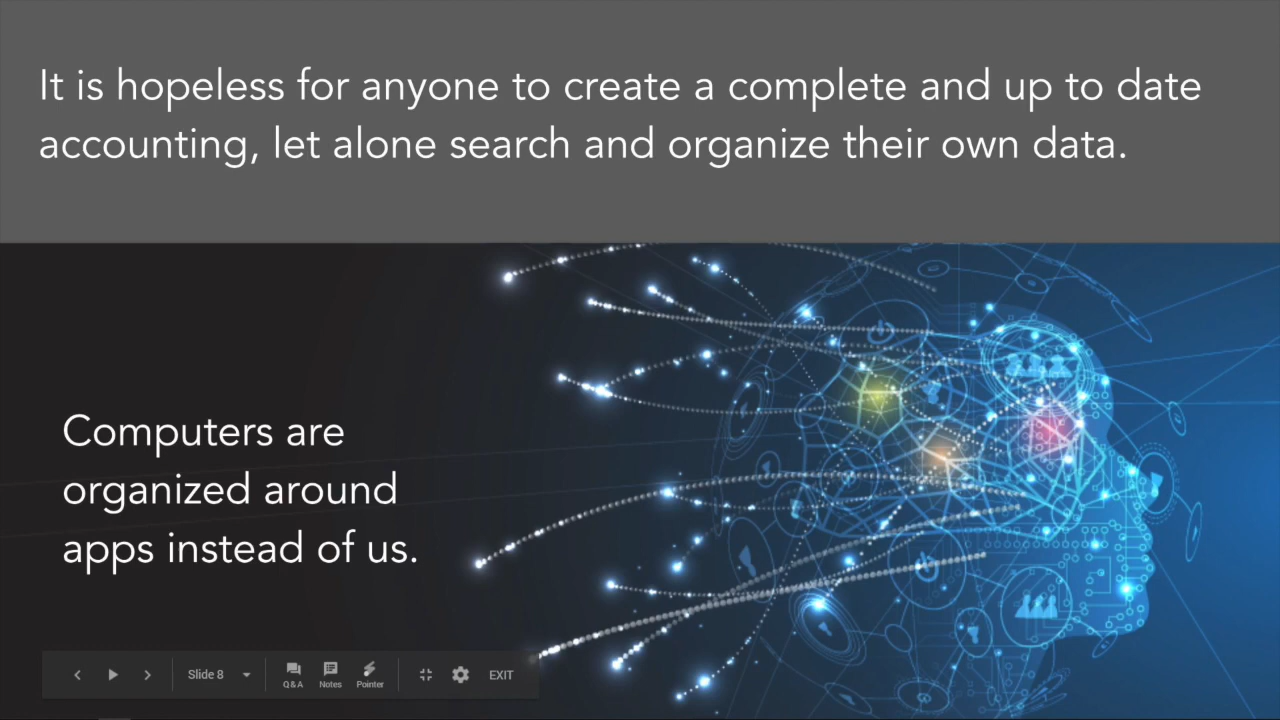 It is hopeless for anyone to create a complete and up to date
accounting, let alone search and organize their own data.
Computers are
organized around
apps instead of us.
Slide 8
Q&A
Notes
Pointer
EXIT